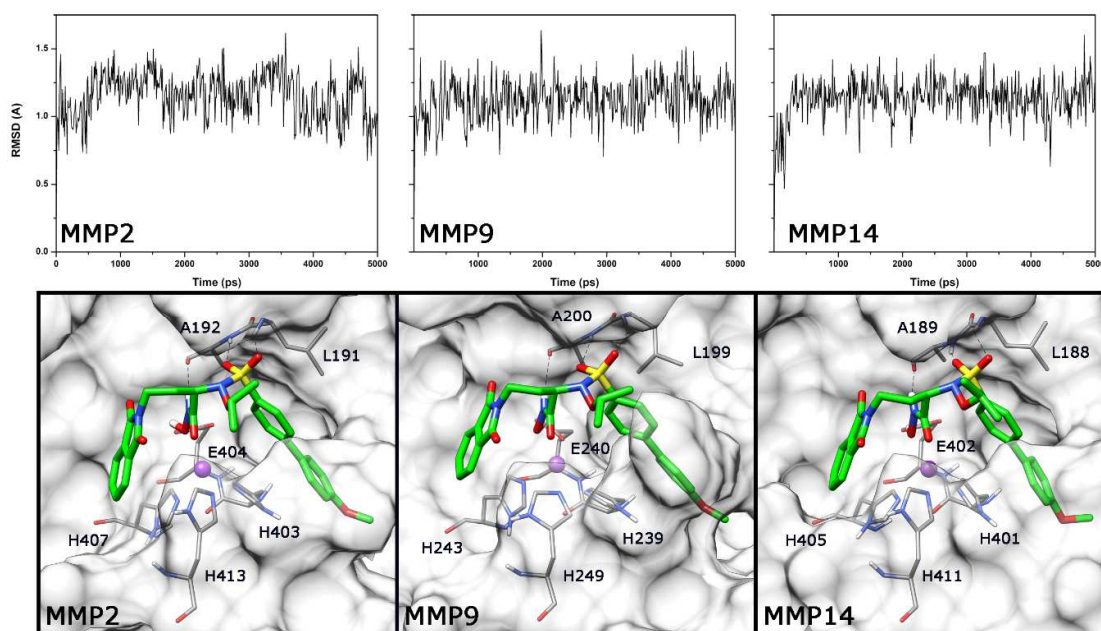 1.5
1.0
0.5
0.0
RMSD (A)
MMP2
MMP9
MMP14
0 1000 2000 3000 4000 5000
1000 2000 3000 4000 5000
1000 2000 3000 4000 5000
Time (ps)
Time (ps)
Time (ps)
A192
L191
E404
H407
H403
H413
MMP2
A200
L199
E240
H243
H239
H249
MMP9
A189
L188
E402
H405
H401
H411
MMP14